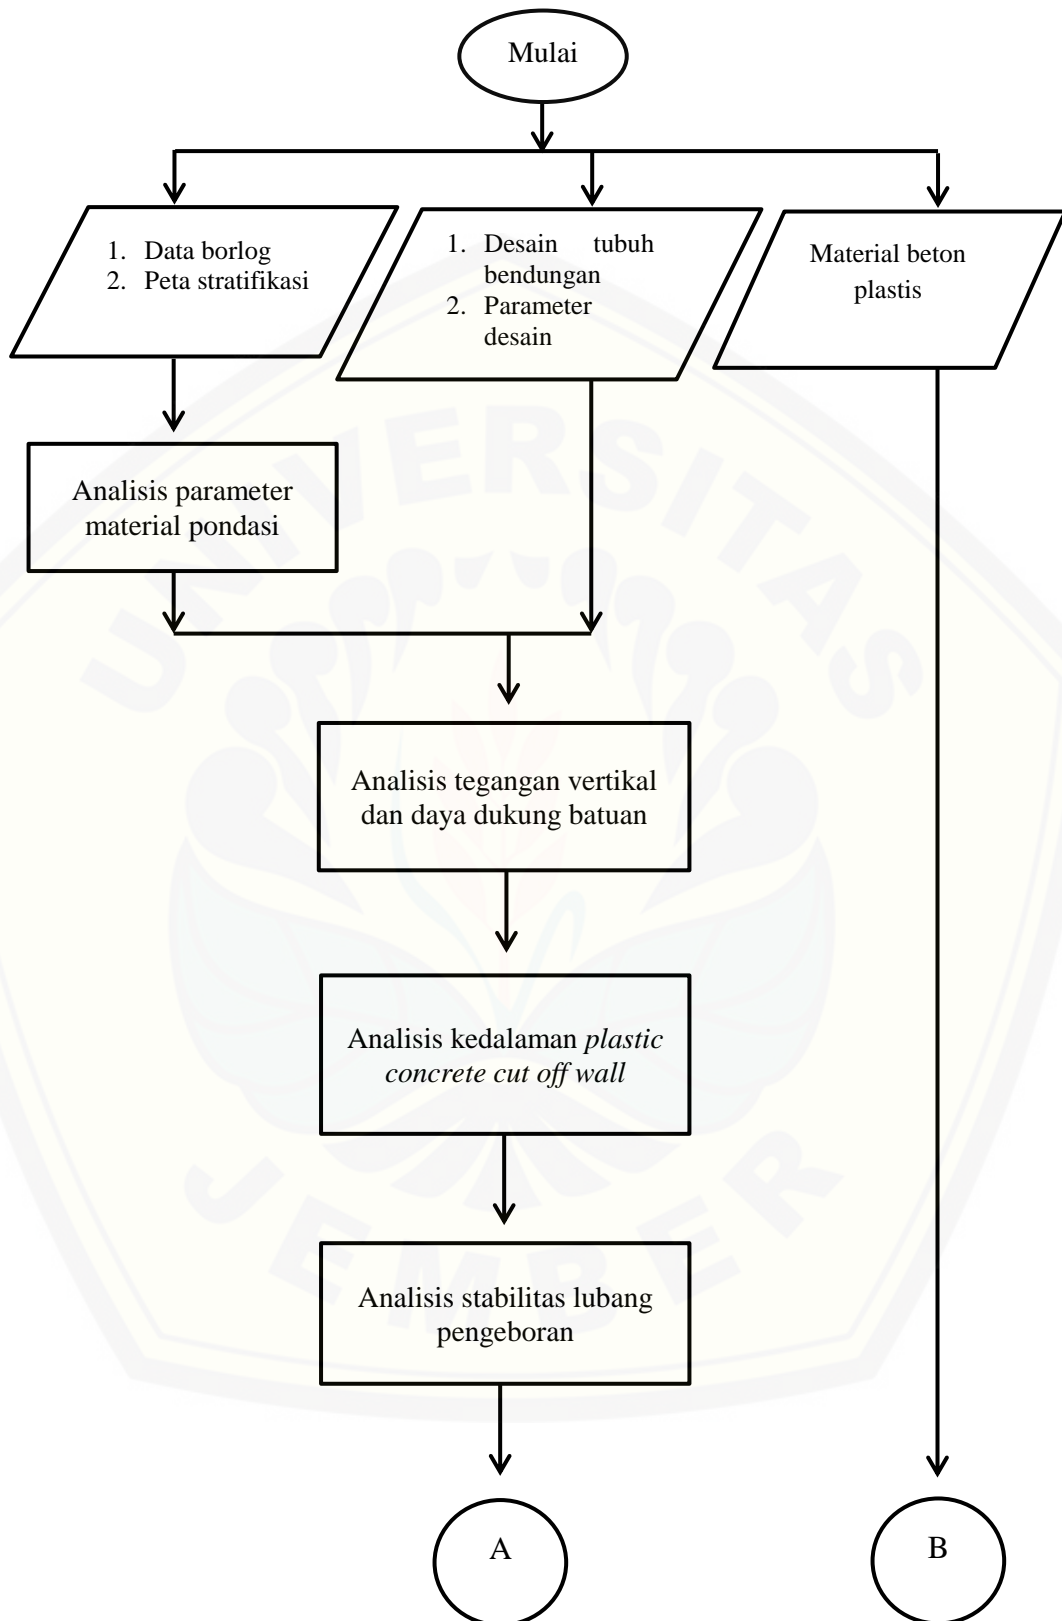 Mulai
1. Data borlog
2. Peta stratifikasi
1. Desain tubuh
bendungan
2. Parameter
desain
Material beton
plastis
Analisis parameter
material pondasi
Analisis tegangan vertikal
dan daya dukung batuan
Analisis kedalaman plastic
concrete cut off wall
Analisis stabilitas lubang
pengeboran
A
B
UNIVERSITAS
JEMBER